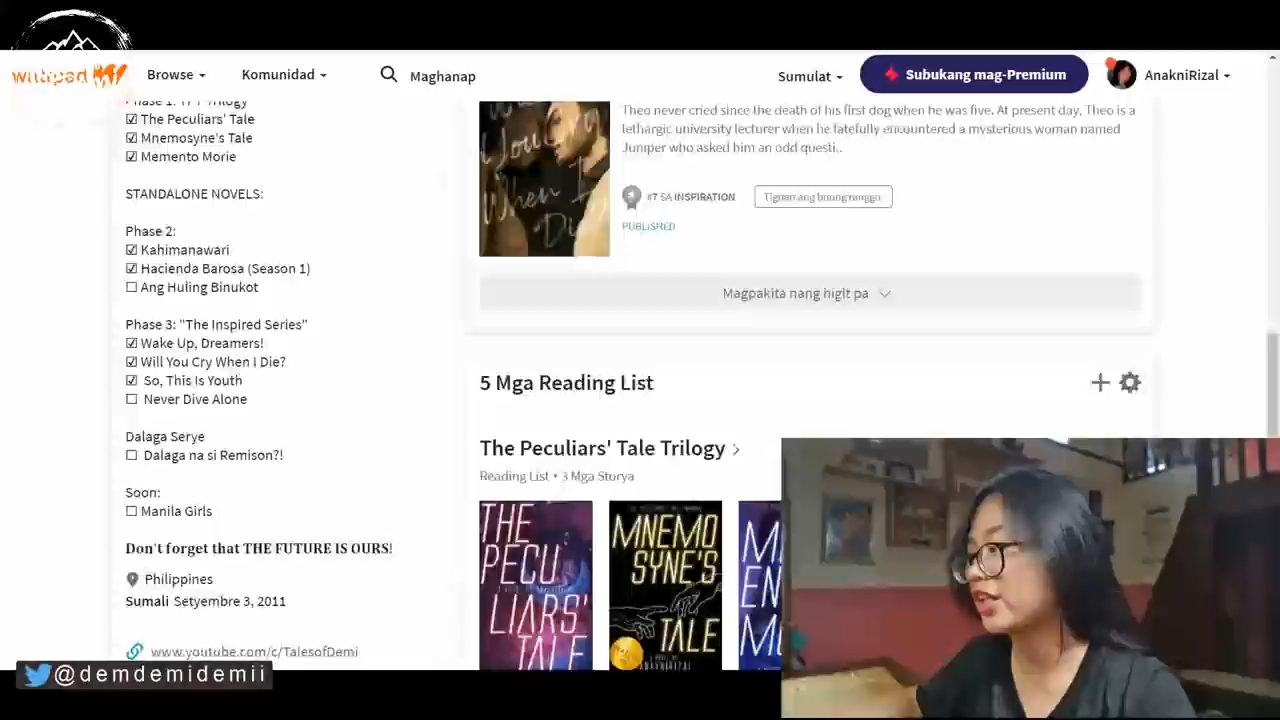 wattpad
Browse
Komunidad
Maghanap
Sumulat
Subukang mag-Premium
AnakniRizal
Phase 1: TPT Trilogy
☑ The Peculiars' Tale
☑ Mnemosyne's Tale
☑ Memento Morie
STANDALONE NOVELS:
Phase 2:
☑ Kahimanawari
☑ Hacienda Barosa (Season 1)
☐ Ang Huling Binukot
Phase 3: "The Inspired Series"
☑ Wake Up, Dreamers!
☑ Will You Cry When I Die?
☑ So, This Is Youth
☐ Never Dive Alone
Dalaga Serye
☐ Dalaga na si Remison?!
Soon:
☐ Manila Girls
Don't forget that THE FUTURE IS OURS!
Philippines
Sumali Setyembre 3, 2011
www.youtube.com/c/TalesofDemi
@demdemidemii
When I Die
Theo never cried since the death of his first dog when he was five. At present day, Theo is a
lethargic university lecturer when he fatefully encountered a mysterious woman named
Juniper who asked him an odd questi..
#7 SA INSPIRATION
Tignan ang buong ranggo
PUBLISHED
Magpakita nang higit pa
5 Mga Reading List
The Peculiars' Tale Trilogy >
Reading List • 3 Mga Storya
THE
PECU
LIARS'
TALE
MNEMO
SYNE'S
TALE